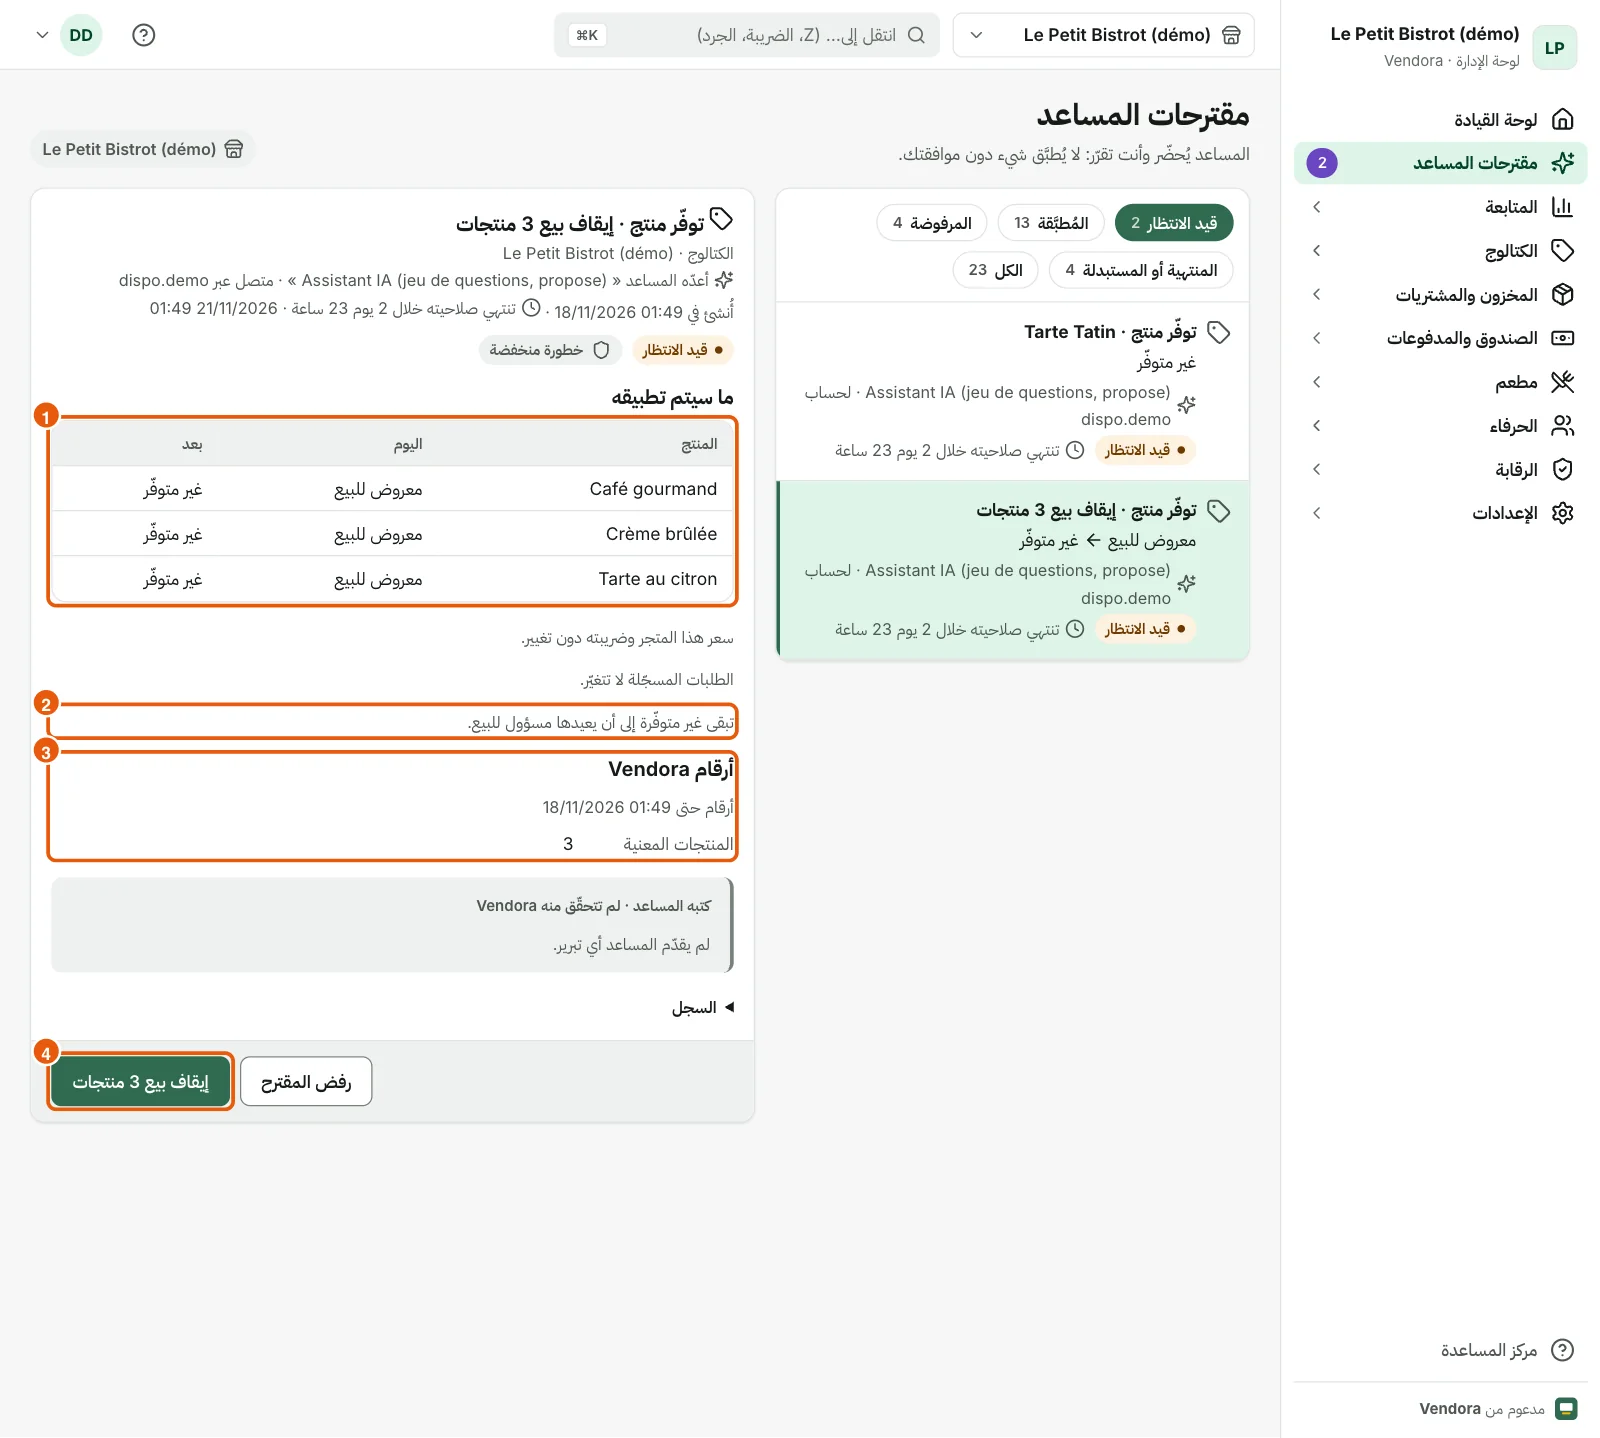 Le Petit Bistrot (démo)
لوحة الإدارة · Vendora
LP
لوحة القيادة
مقترحات المساعد
2
المتابعة
الكتالوج
المخزون والمشتريات
الصندوق والمدفوعات
مطعم
الحرفاء
الرقابة
الإعدادات
مركز المساعدة
مدعوم من Vendora
Le Petit Bistrot (démo)
انتقل إلى... (Z، الضريبة، الجرد)
⌘K
DD
مقترحات المساعد
المساعد يُحضّر وأنت تقرّر: لا يُطبَّق شيء دون موافقتك.
Le Petit Bistrot (démo)
قيد الانتظار 2
المُطبَّقة 13
المرفوضة 4
المنتهية أو المستبدلة 4
الكل 23
توفّر منتج · Tarte Tatin
غير متوفّر
Assistant IA (jeu de questions, propose) · لحساب
dispo.demo
قيد الانتظار
تنتهي صلاحيته خلال 2 يوم 23 ساعة
توفّر منتج · إيقاف بيع 3 منتجات
معروض للبيع ← غير متوفّر
Assistant IA (jeu de questions, propose) · لحساب
dispo.demo
قيد الانتظار
تنتهي صلاحيته خلال 2 يوم 23 ساعة
توفّر منتج · إيقاف بيع 3 منتجات
الكتالوج · Le Petit Bistrot (démo)
أعدّه المساعد « Assistant IA (jeu de questions, propose) » · متصل عبر dispo.demo
أُنشئ في 18/11/2026 01:49 · تنتهي صلاحيته خلال 2 يوم 23 ساعة · 21/11/2026 01:49
قيد الانتظار
خطورة منخفضة
ما سيتم تطبيقه
1
المنتج اليوم بعد
Café gourmand معروض للبيع غير متوفّر
Crème brûlée معروض للبيع غير متوفّر
Tarte au citron معروض للبيع غير متوفّر
سعر هذا المتجر وضريبته دون تغيير.
الطلبات المسجّلة لا تتغيّر.
2
تبقى غير متوفّرة إلى أن يعيدها مسؤول للبيع.
3
أرقام Vendora
أرقام حتى 18/11/2026 01:49
المنتجات المعنية 3
كتبه المساعد · لم تتحقّق منه Vendora
لم يقدّم المساعد أي تبرير.
السجل
4
رفض المقترح
إيقاف بيع 3 منتجات